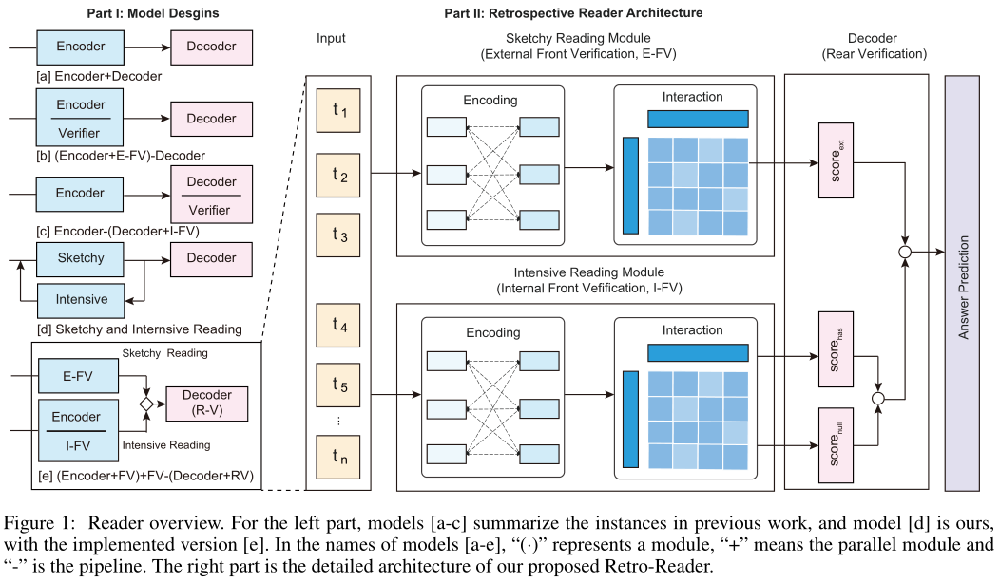 Part I: Model Desgins
Encoder
Decoder
[a] Encoder+Decoder
Encoder
Verifier
Decoder
[b] (Encoder+E-FV)-Decoder
Encoder
Decoder
Verifier
[c] Encoder-(Decoder+I-FV)
Sketchy
Decoder
Intensive
[d] Sketchy and Internsive Reading
Sketchy Reading
E-FV
Decoder
(R-V)
Encoder
I-FV
Intensive Reading
[e] (Encoder+FV)+FV-(Decoder+RV)
Part II: Retrospective Reader Architecture
Input
t1
t2
t3
t4
t5
...
tn
Sketchy Reading Module
(External Front Verification, E-FV)
Encoding
Interaction
Intensive Reading Module
(Internal Front Vefification, I-FV)
Encoding
Interaction
Decoder
(Rear Verification)
scoreext
scorehas
scorenull
Answer Prediction
Figure 1: Reader overview. For the left part, models [a-c] summarize the instances in previous work, and model [d] is ours,
with the implemented version [e]. In the names of models [a-e], “(·)” represents a module, “+” means the parallel module and
“-” is the pipeline. The right part is the detailed architecture of our proposed Retro-Reader.